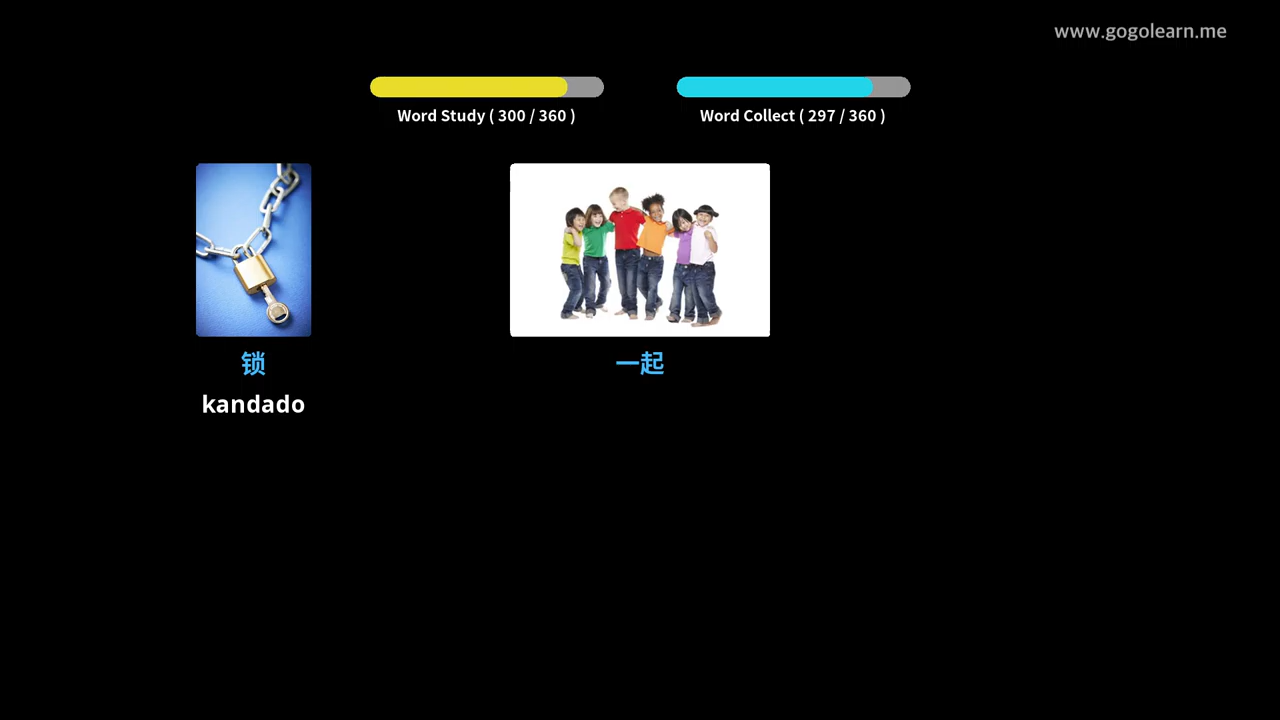 www.gogolearn.me
Word Study ( 300 / 360 )
Word Collect ( 297 / 360 )
锁
kandado
一起